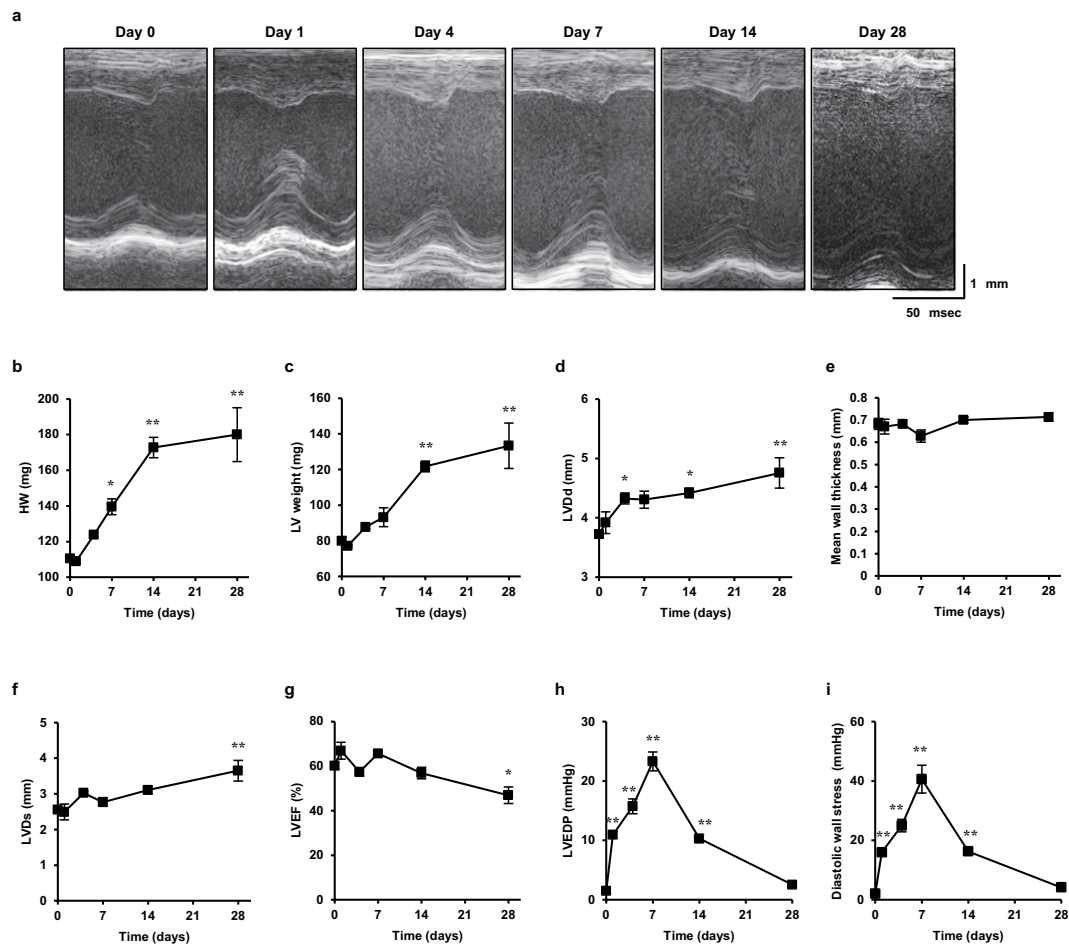 a
Day 0 Day 1 Day 4 Day 7 Day 14 Day 28
1 mm
50 msec
b
HW (mg)
200
180
160
140
120
100
* ** **
0 7 14 21 28
Time (days)
c
LV weight (mg)
160
140
120
100
80
60
** **
0 7 14 21 28
Time (days)
d
LVDd (mm)
6
5
4
3
* * **
0 7 14 21 28
Time (days)
e
Mean wall thickness (mm)
0.8
0.7
0.6
0.5
0.4
0.3
0.2
0.1
0
0 7 14 21 28
Time (days)
f
LVDs (mm)
5
4
3
2
1
0
**
0 7 14 21 28
Time (days)
g
LVEF (%)
80
60
40
20
0
*
0 7 14 21 28
Time (days)
h
LVEDP (mmHg)
30
20
10
0
** ** ** **
0 7 14 21 28
Time (days)
i
Diastolic wall stress (mmHg)
60
40
20
0
** ** ** **
0 7 14 21 28
Time (days)